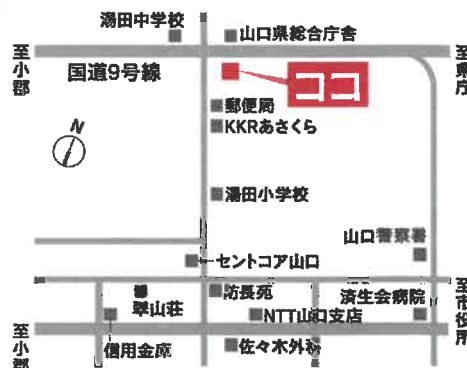 湯田中学校
山口県総合庁舎
至小郡
国道9号線
ココ
至県庁
郵便局
KKRあさくら
N
湯田小学校
山口警察署
セントコア山口
防長苑
済生会病院
至市役所
翠山荘
NTT山口支店
至小郡
信用金庫
佐々木外科